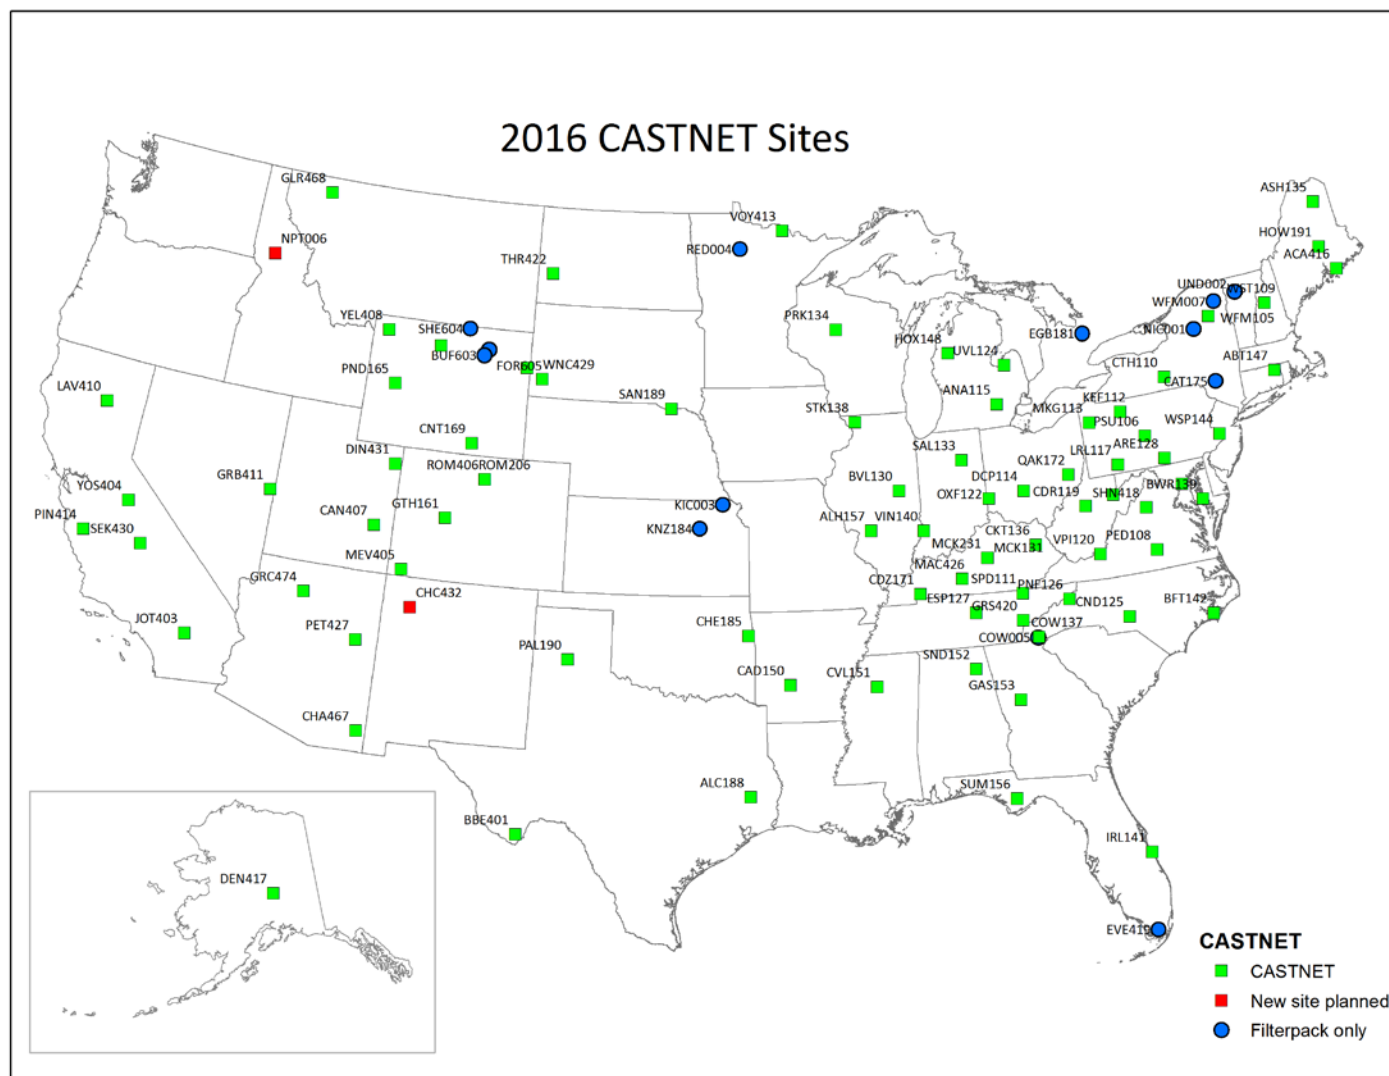 2016 CASTNET Sites
GLR468
ASH135
VOY413
HOW191
NPT006
RED004
ACA416
THR422
UND002
WST109
WFM007
YEL408
PRK134
WFM105
SHE604
EGB181
NIC001
HOX148
BUF603
UVL124
ABT147
FOR605
WNC429
PND165
CTH110
LAV410
CAT175
ANA115
SAN189
KEF112
STK138
MKG113
PSU106
WSP144
CNT169
ARE128
SAL133
DIN431
LRL117
ROM406
ROM206
QAK172
GRB411
DCP114
BVL130
YOS404
BWR139
CDR119
SHN418
OXF122
GTH161
KIC003
CAN407
PIN414
ALH157
VIN140
SEK430
KNZ184
CKT136
PED108
VPI120
MCK231
MCK131
MEV405
MAC426
GRC474
CDZ171
SPD111
PNF126
CHC432
ESP127
CND125
BFT142
GRS420
JOT403
CHE185
PET427
COW137
COW005
PAL190
SND152
CAD150
CVL151
GAS153
CHA467
ALC188
SUM156
BBE401
IRL141
DEN417
EVE419
CASTNET
CASTNET
New site planned
Filterpack only